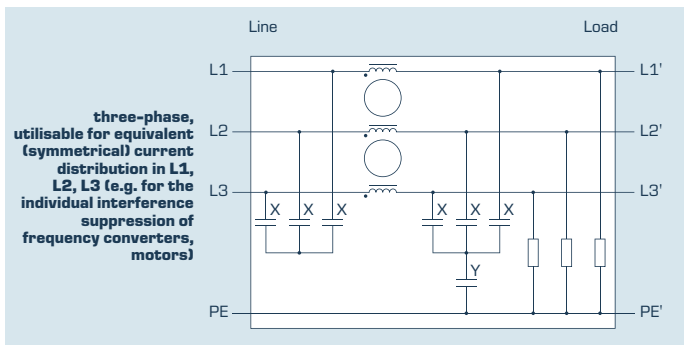 Line Load
L1 L1'
three-phase,
utilisable for equivalent
(symmetrical) current
distribution in L1,
L2, L3 (e.g. for the
individual interference
suppression of
frequency converters,
motors)
L2 L2'
L3 L3'
X X X X X X
Y
PE PE'